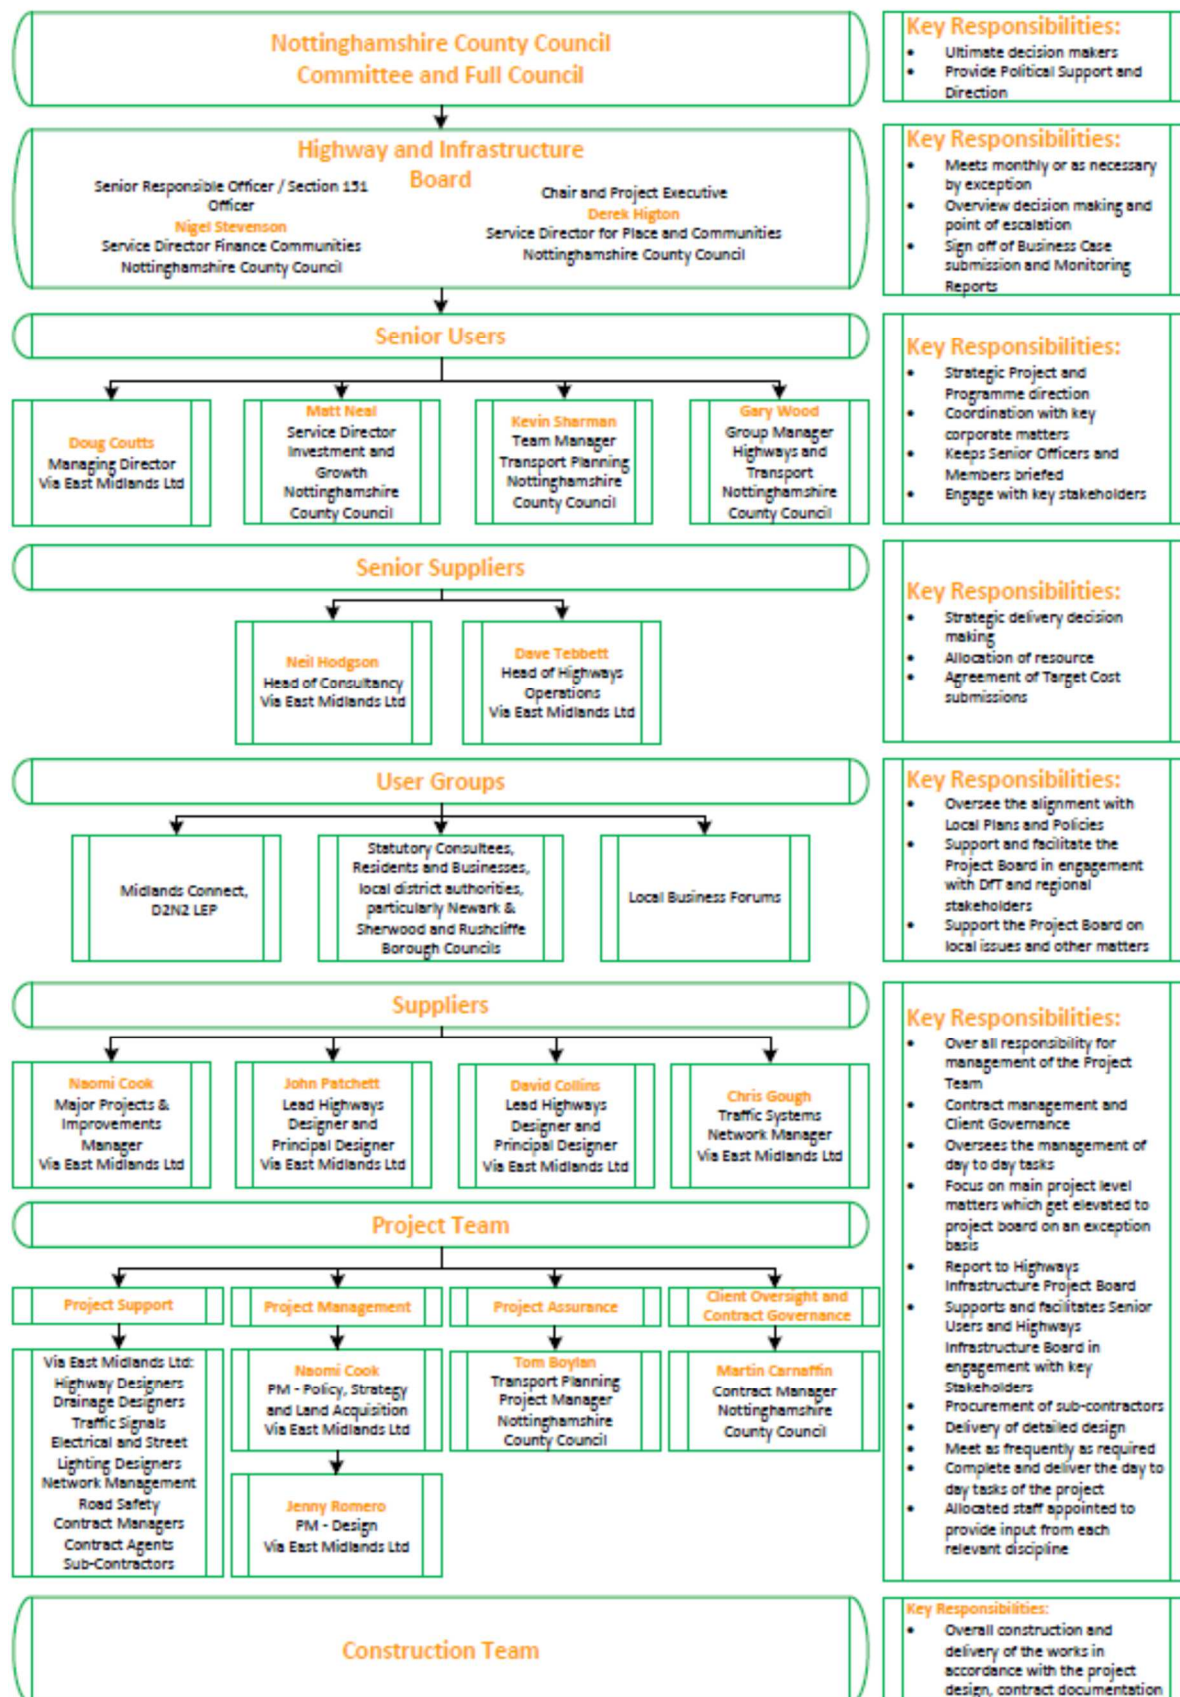 Nottinghamshire County Council
Committee and Full Council
Key Responsibilities:
• Ultimate decision makers
• Provide Political Support and
Direction
Highway and Infrastructure
Board
Senior Responsible Officer / Section 151
Officer
Nigel Stevenson
Service Director Finance Communities
Nottinghamshire County Council
Chair and Project Executive
Derek Higton
Service Director for Place and Communities
Nottinghamshire County Council
Key Responsibilities:
• Meets monthly or as necessary
by exception
• Overview decision making and
point of escalation
• Sign off of Business Case
submission and Monitoring
Reports
Senior Users
Doug Coutts
Managing Director
Via East Midlands Ltd
Matt Neal
Service Director
Investment and
Growth
Nottinghamshire
County Council
Kevin Sharman
Team Manager
Transport Planning
Nottinghamshire
County Council
Gary Wood
Group Manager
Highways and
Transport
Nottinghamshire
County Council
Key Responsibilities:
• Strategic Project and
Programme direction
• Coordination with key
corporate matters
• Keeps Senior Officers and
Members briefed
• Engage with key stakeholders
Senior Suppliers
Neil Hodgson
Head of Consultancy
Via East Midlands Ltd
Dave Tebbett
Head of Highways
Operations
Via East Midlands Ltd
Key Responsibilities:
• Strategic delivery decision
making
• Allocation of resource
• Agreement of Target Cost
submissions
User Groups
Midlands Connect,
D2N2 LEP
Statutory Consultees,
Residents and Businesses,
local district authorities,
particularly Newark &
Sherwood and Rushcliffe
Borough Councils
Local Business Forums
Key Responsibilities:
• Oversee the alignment with
Local Plans and Policies
• Support and facilitate the
Project Board in engagement
with DfT and regional
stakeholders
• Support the Project Board on
local issues and other matters
Suppliers
Naomi Cook
Major Projects &
Improvements
Manager
Via East Midlands Ltd
John Patchett
Lead Highways
Designer and
Principal Designer
Via East Midlands Ltd
David Collins
Lead Highways
Designer and
Principal Designer
Via East Midlands Ltd
Chris Gough
Traffic Systems
Network Manager
Via East Midlands Ltd
Project Team
Project Support
Via East Midlands Ltd:
Highway Designers
Drainage Designers
Traffic Signals
Electrical and Street
Lighting Designers
Network Management
Road Safety
Contract Managers
Contract Agents
Sub-Contractors
Project Management
Naomi Cook
PM - Policy, Strategy
and Land Acquisition
Via East Midlands Ltd
Jenny Romero
PM - Design
Via East Midlands Ltd
Project Assurance
Tom Boylan
Transport Planning
Project Manager
Nottinghamshire
County Council
Client Oversight and
Contract Governance
Martin Carnaffin
Contract Manager
Nottinghamshire
County Council
Key Responsibilities:
• Over all responsibility for
management of the Project
Team
• Contract management and
Client Governance
• Oversees the management of
day to day tasks
• Focus on main project level
matters which get elevated to
project board on an exception
basis
• Report to Highways
Infrastructure Project Board
• Supports and facilitates Senior
Users and Highways
Infrastructure Board in
engagement with key
Stakeholders
• Procurement of sub-contractors
• Delivery of detailed design
• Meet as frequently as required
• Complete and deliver the day to
day tasks of the project
• Allocated staff appointed to
provide input from each
relevant discipline
Construction Team
Key Responsibilities:
• Overall construction and
delivery of the works in
accordance with the project
design, contract documentation